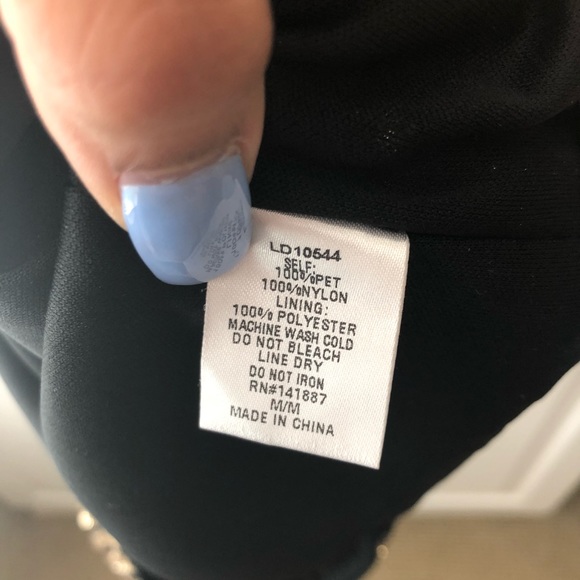 LD10544
SELF:
100%PET
100%NYLON
LINING:
100% POLYESTER
MACHINE WASH COLD
DO NOT BLEACH
LINE DRY
DO NOT IRON
RN#141887
M/M
MADE IN CHINA